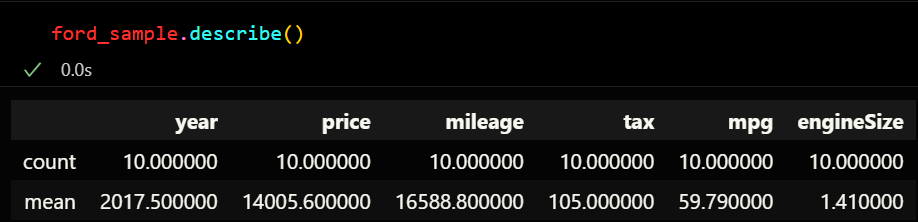 ford_sample.describe()
0.0s
year price mileage tax mpg engineSize
count 10.000000 10.000000 10.000000 10.000000 10.000000 10.000000
mean 2017.500000 14005.600000 16588.800000 105.000000 59.790000 1.410000